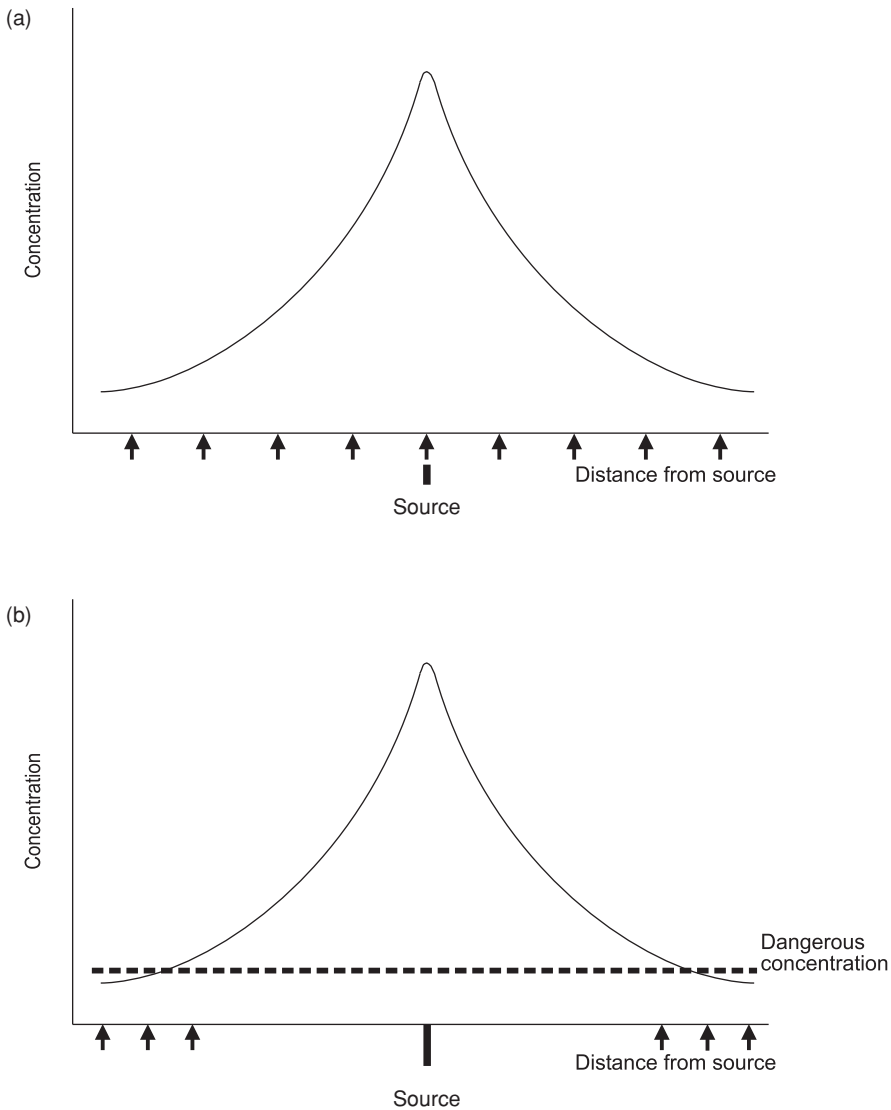 (a)
Concentration
Distance from source
Source
(b)
Concentration
Dangerous
concentration
Distance from source
Source